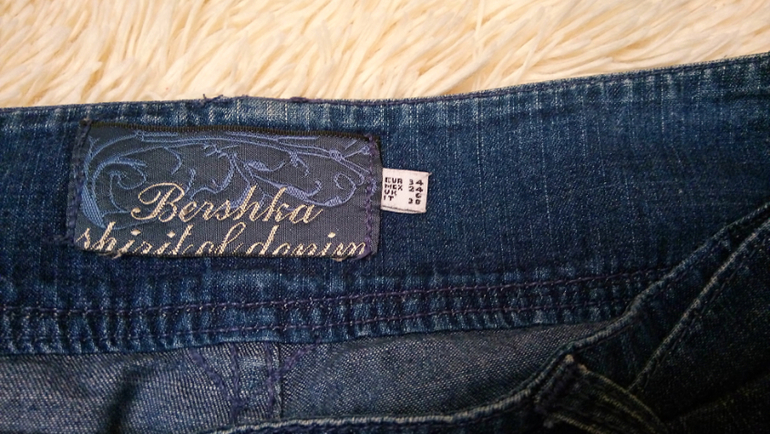 Bershka
spirit of denim
EUR 34
MEX 24
UK 6
IT 38